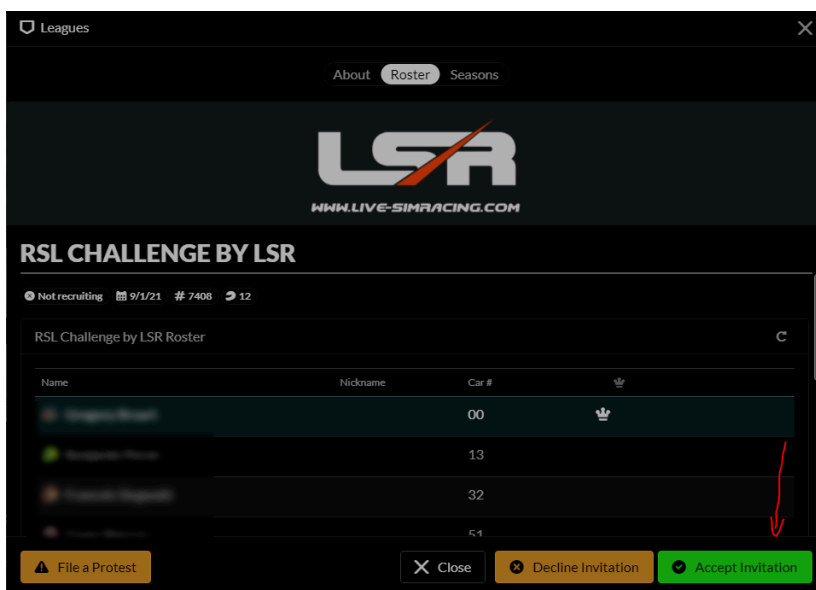 Leagues
About Roster Seasons
LSR
WWW.LIVE-SIMRACING.COM
RSL CHALLENGE BY LSR
Not recruiting 9/1/21 # 7408 12
RSL Challenge by LSR Roster
Name Nickname Car #
00
13
32
51
File a Protest Close Decline Invitation Accept Invitation